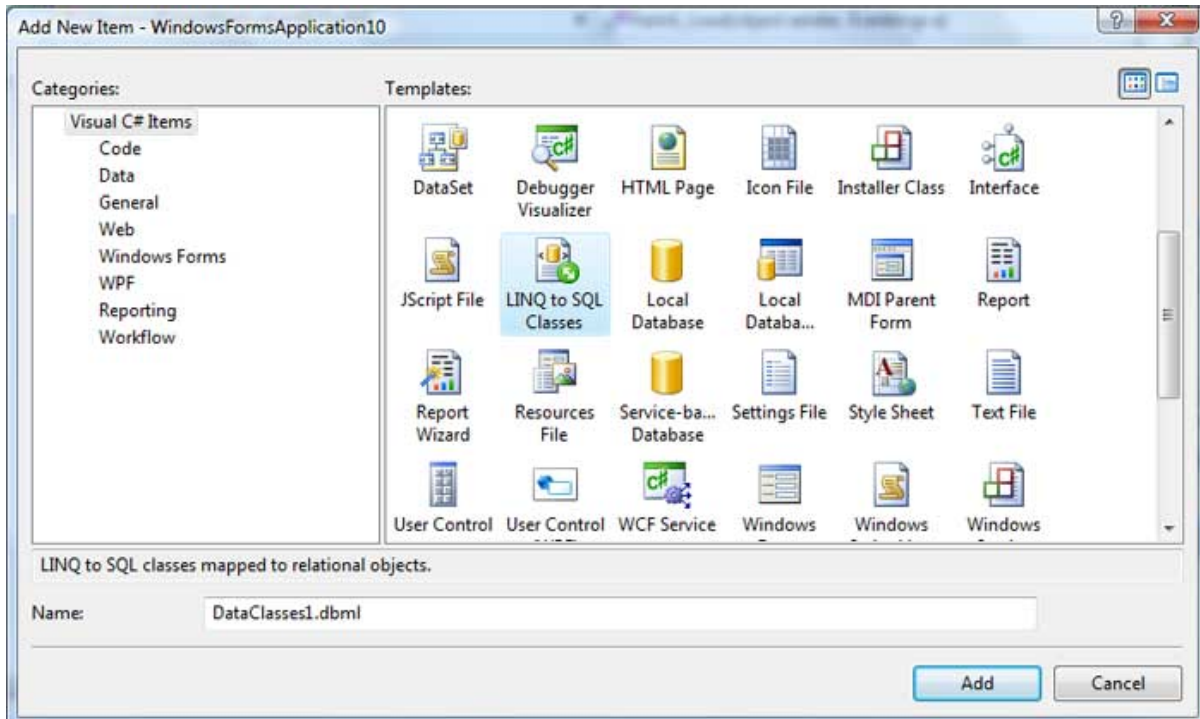 Add New Item - WindowsFormsApplication10
Categories:
Templates:
Visual C# Items
Code
Data
General
Web
Windows Forms
WPF
Reporting
Workflow
DataSet
Debugger
Visualizer
HTML Page
Icon File
Installer Class
Interface
JScript File
LINQ to SQL
Classes
Local
Database
Local
Databa...
MDI Parent
Form
Report
Report
Wizard
Resources
File
Service-ba...
Database
Settings File
Style Sheet
Text File
User Control
User Control
WCF Service
Windows
Windows
Windows
LINQ to SQL classes mapped to relational objects.
Name:
DataClasses1.dbml
Add
Cancel